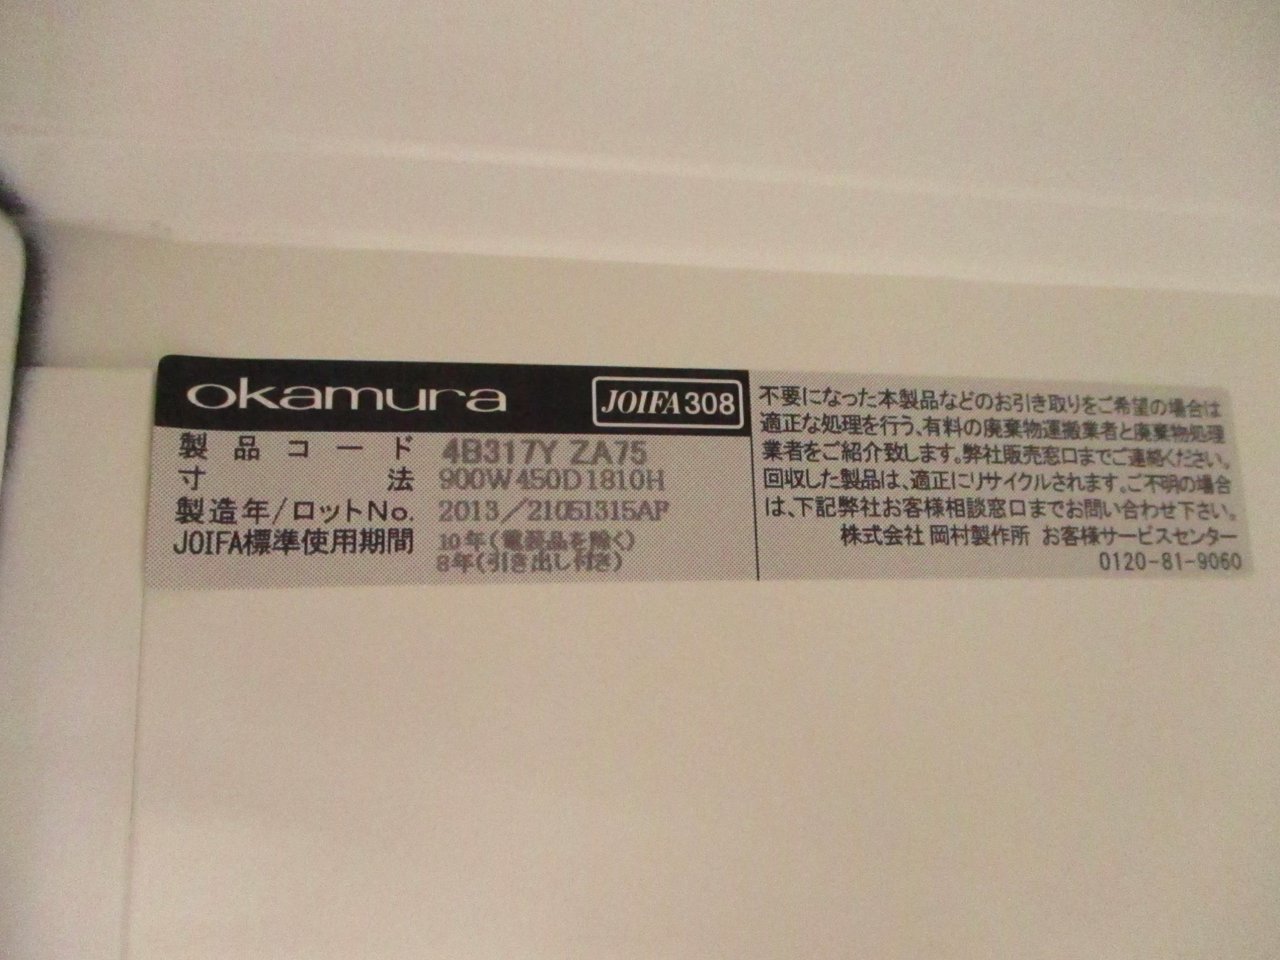 okamura
JOIFA 308
製品コード 4B317Y ZA75
寸法 900W450D1810H
製造年/ロットNo. 2013/21051315AP
JOIFA標準使用期間 10年(電装品を除く)
8年(引き出し付き)
不要になった本製品などのお引き取りをご希望の場合は
適正な処理を行う、有料の廃棄物運搬業者と廃棄物処理
業者をご紹介致します。弊社販売窓口までご連絡ください。
回収した製品は、適正にリサイクルされます。ご不明の場合
は、下記弊社お客様相談窓口までお問い合わせ下さい。
株式会社 岡村製作所 お客様サービスセンター
0120-81-9060